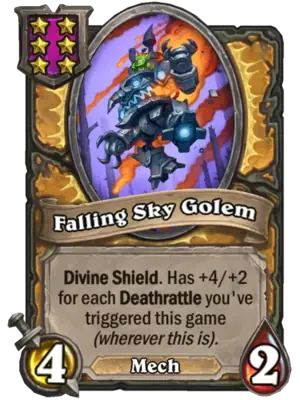 Falling Sky Golem
Divine Shield. Has +4/+2
for each Deathrattle you've
triggered this game
(wherever this is).
4
Mech
2